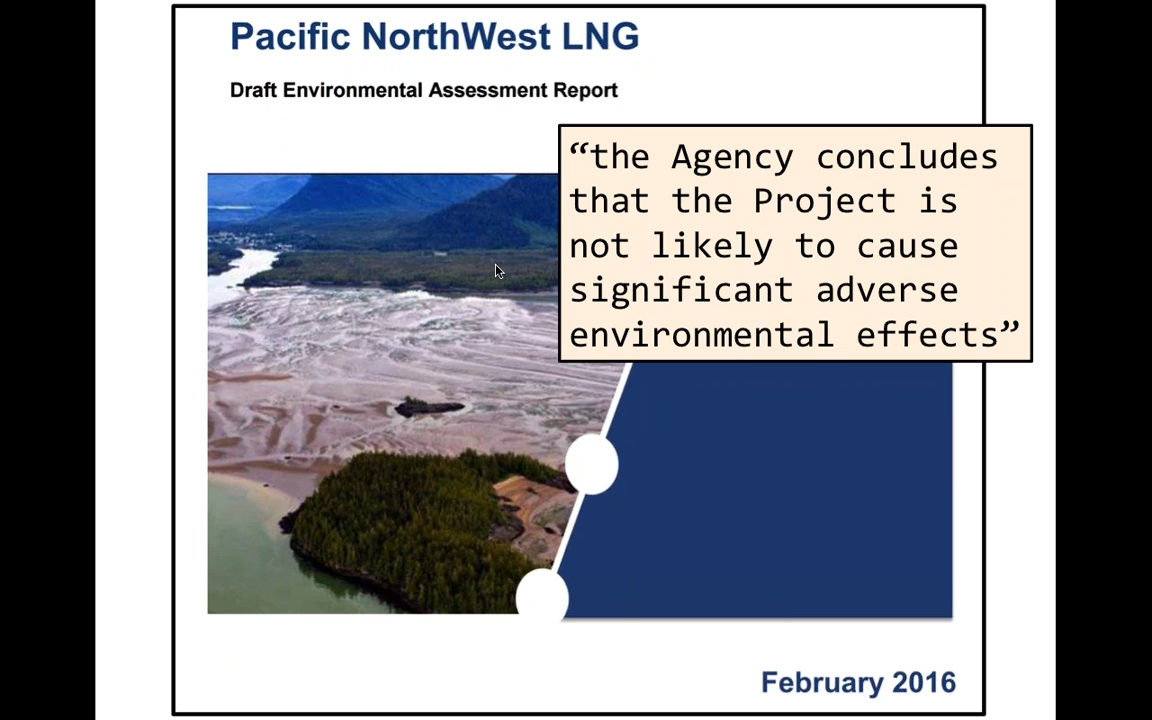 Pacific NorthWest LNG
Draft Environmental Assessment Report
“the Agency concludes
that the Project is
not likely to cause
significant adverse
environmental effects”
February 2016